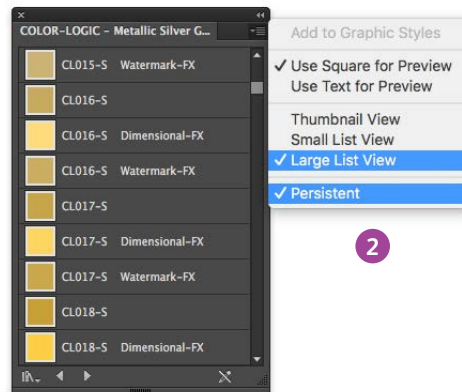 COLOR-LOGIC - Metallic Silver G...
CL015-S Watermark-FX
CL016-S
CL016-S Dimensional-FX
CL016-S Watermark-FX
CL017-S
CL017-S Dimensional-FX
CL017-S Watermark-FX
CL018-S
CL018-S Dimensional-FX
Add to Graphic Styles
✓ Use Square for Preview
Use Text for Preview
Thumbnail View
Small List View
✓ Large List View
✓ Persistent
2